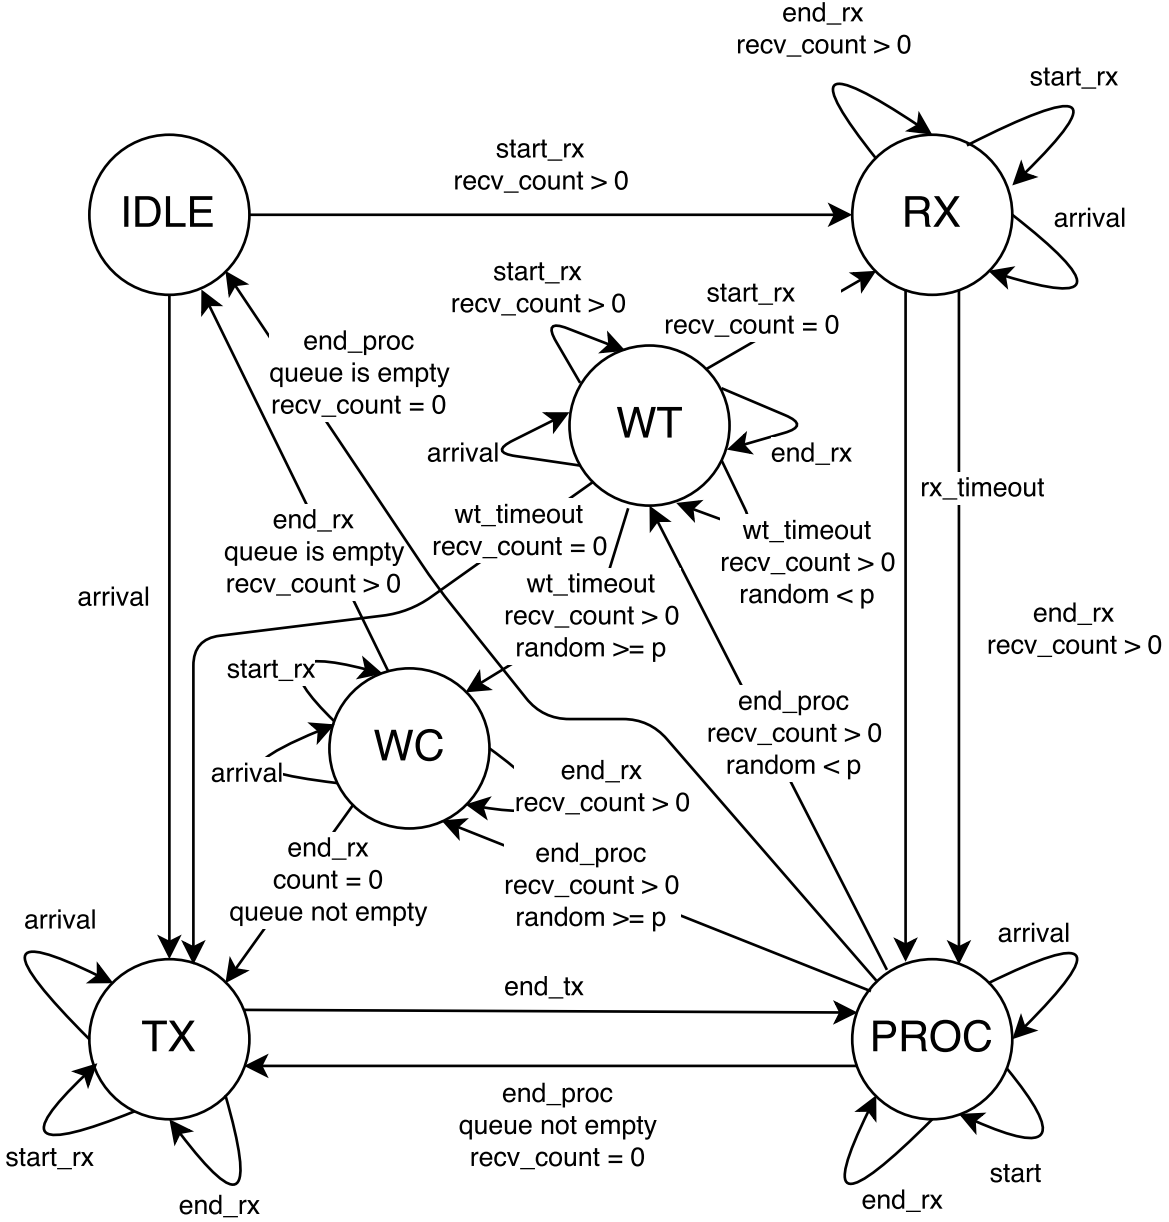 end_rx
recv_count > 0
start_rx
start_rx
recv_count > 0
IDLE
RX
arrival
start_rx
recv_count > 0
start_rx
recv_count = 0
end_proc
queue is empty
recv_count = 0
WT
arrival
end_rx
rx_timeout
end_rx
queue is empty
recv_count > 0
wt_timeout
recv_count = 0
wt_timeout
recv_count > 0
random < p
wt_timeout
recv_count > 0
random >= p
arrival
end_rx
recv_count > 0
start_rx
end_proc
recv_count > 0
random < p
WC
arrival
end_rx
recv_count > 0
end_rx
count = 0
queue not empty
end_proc
recv_count > 0
random >= p
arrival
arrival
end_tx
TX
PROC
end_proc
queue not empty
recv_count = 0
start_rx
end_rx
start
end_rx